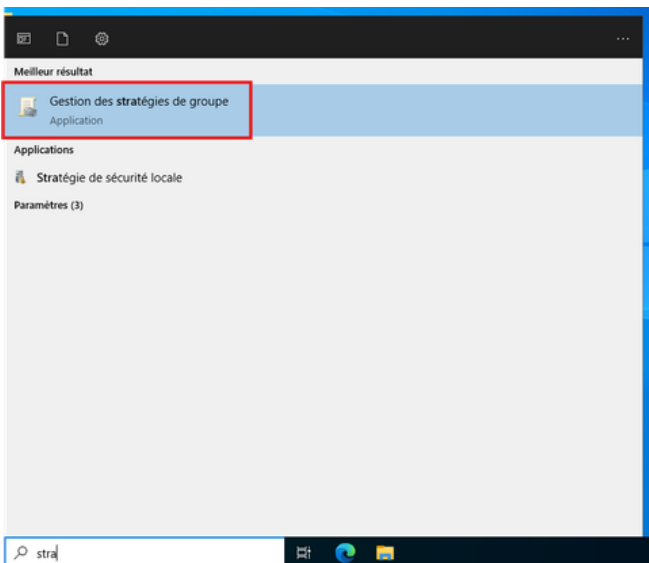 ...
Meilleur résultat
Gestion des stratégies de groupe
Application
Applications
Stratégie de sécurité locale
Paramètres (3)
stra